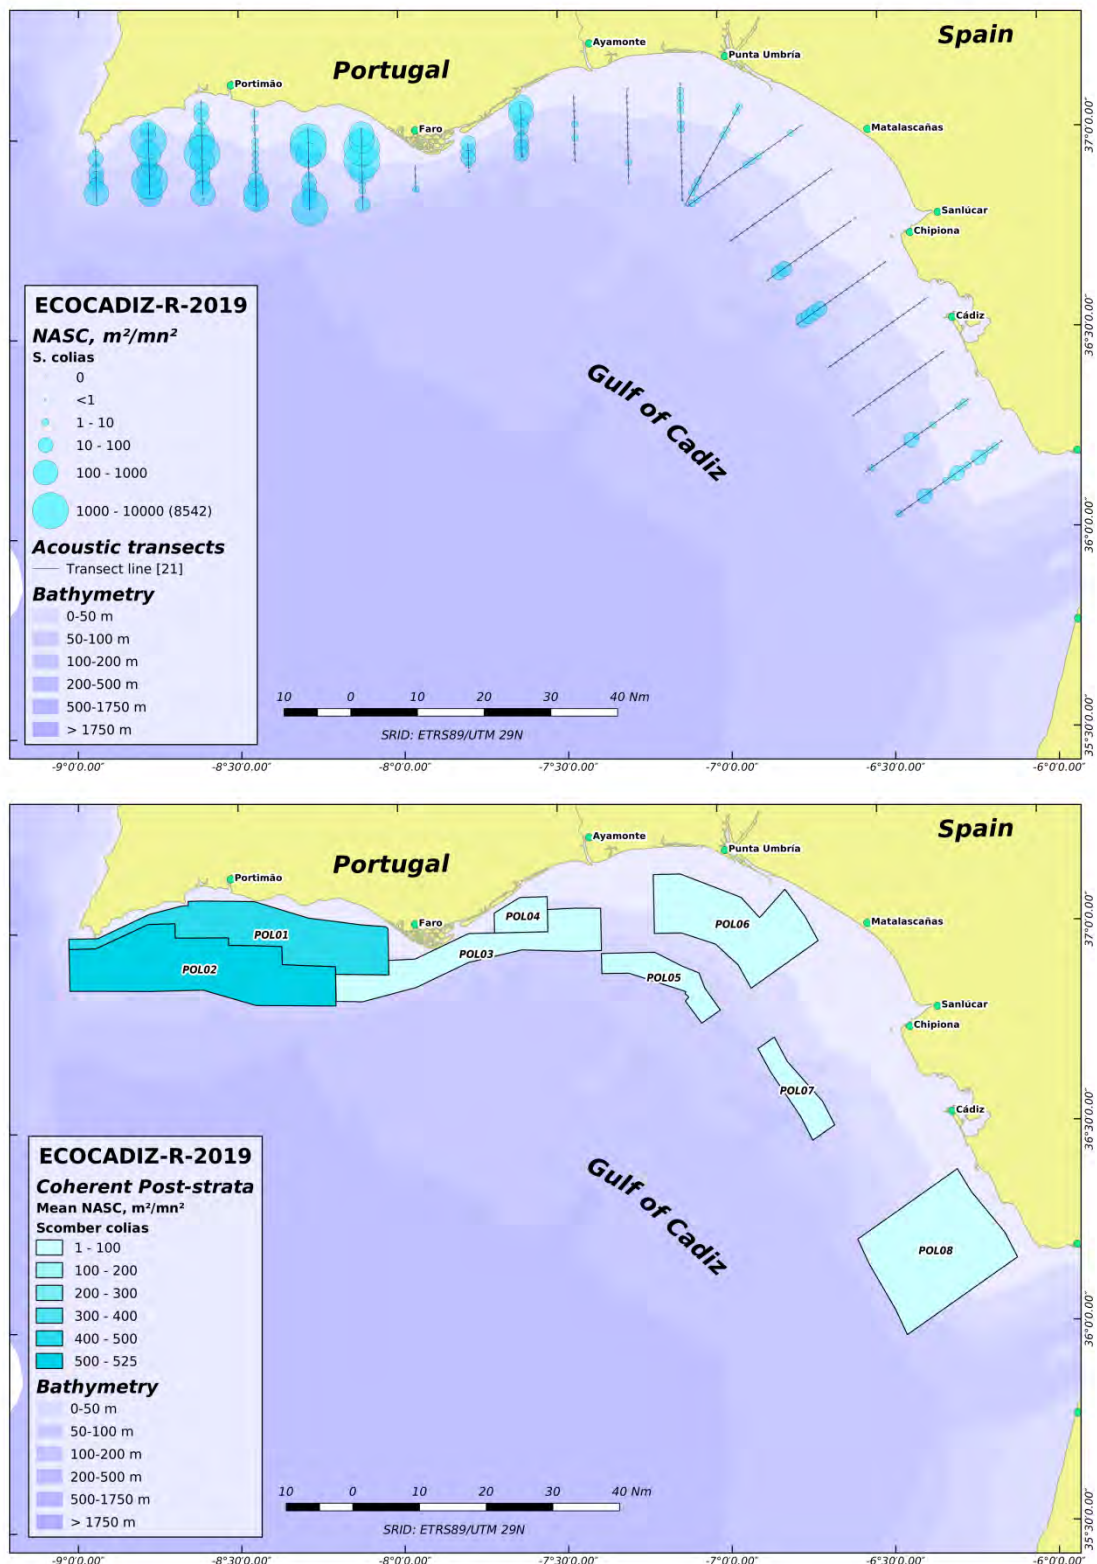 Spain
Portugal
Ayamonte
Punta Umbría
Portimão
Faro
Matalascañas
Sanlúcar
Chipiona
Cádiz
Gulf of Cadiz
ECOCADIZ-R-2019
NASC, m²/mn²
S. colias
0
<1
1 - 10
10 - 100
100 - 1000
1000 - 10000 (8542)
Acoustic transects
Transect line [21]
Bathymetry
0-50 m
50-100 m
100-200 m
200-500 m
500-1750 m
> 1750 m
10 0 10 20 30 40 Nm
SRID: ETRS89/UTM 29N
37°0'0.00″
36°30'0.00″
36°0'0.00″
35°30'0.00″
-9°0'0.00″ -8°30'0.00″ -8°0'0.00″ -7°30'0.00″ -7°0'0.00″ -6°30'0.00″ -6°0'0.00″
Spain
Portugal
Ayamonte
Punta Umbría
Portimão
Faro
Matalascañas
Sanlúcar
Chipiona
Cádiz
POL01
POL02
POL03
POL04
POL05
POL06
POL07
POL08
Gulf of Cadiz
ECOCADIZ-R-2019
Coherent Post-strata
Mean NASC, m²/mn²
Scomber colias
1 - 100
100 - 200
200 - 300
300 - 400
400 - 500
500 - 525
Bathymetry
0-50 m
50-100 m
100-200 m
200-500 m
500-1750 m
> 1750 m
10 0 10 20 30 40 Nm
SRID: ETRS89/UTM 29N
37°0'0.00″
36°30'0.00″
36°0'0.00″
35°30'0.00″
-9°0'0.00″ -8°30'0.00″ -8°0'0.00″ -7°30'0.00″ -7°0'0.00″ -6°30'0.00″ -6°0'0.00″